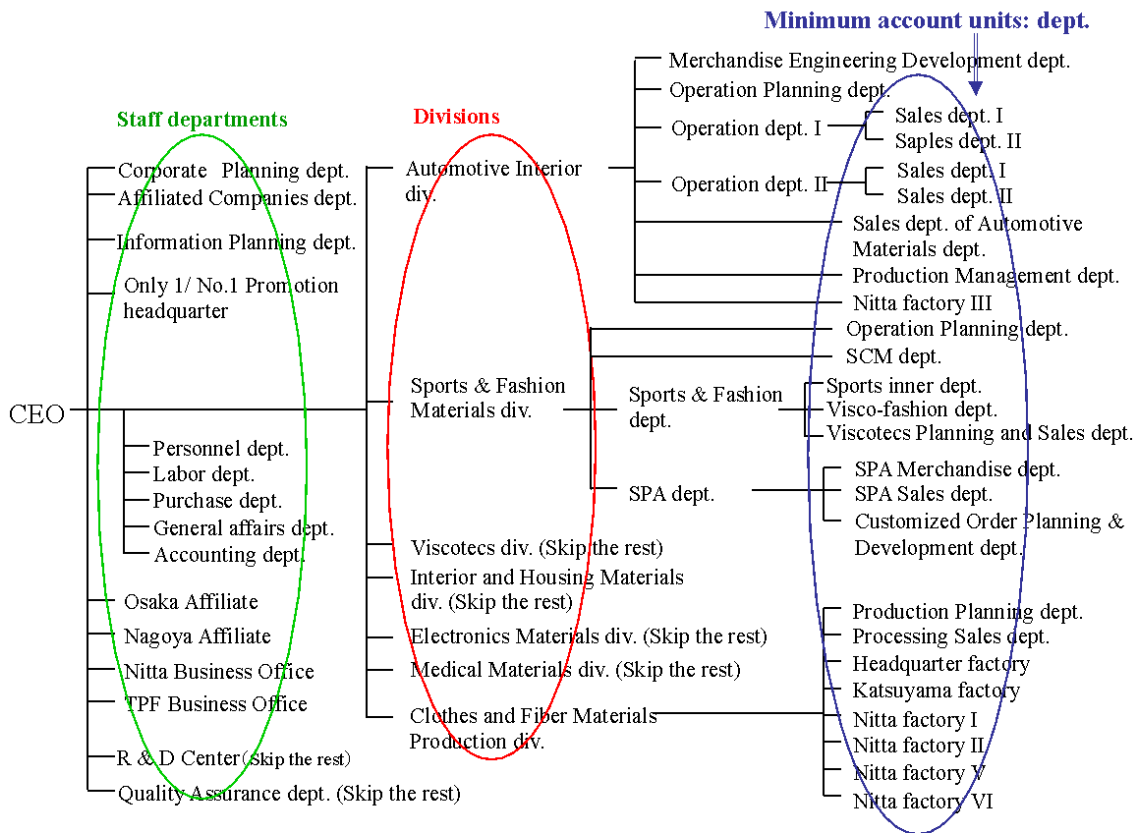 Minimum account units: dept.
Staff departments
Divisions
CEO
Corporate Planning dept.
Affiliated Companies dept.
Information Planning dept.
Only 1/ No.1 Promotion
headquarter
Personnel dept.
Labor dept.
Purchase dept.
General affairs dept.
Accounting dept.
Osaka Affiliate
Nagoya Affiliate
Nitta Business Office
TPF Business Office
R & D Center(Skip the rest)
Quality Assurance dept. (Skip the rest)
Automotive Interior
div.
Sports & Fashion
Materials div.
Viscotecs div. (Skip the rest)
Interior and Housing Materials
div. (Skip the rest)
Electronics Materials div. (Skip the rest)
Medical Materials div. (Skip the rest)
Clothes and Fiber Materials
Production div.
Merchandise Engineering Development dept.
Operation Planning dept.
Operation dept. I
Sales dept. I
Saples dept. II
Operation dept. II
Sales dept. I
Sales dept. II
Sales dept. of Automotive
Materials dept.
Production Management dept.
Nitta factory III
Operation Planning dept.
SCM dept.
Sports & Fashion
dept.
Sports inner dept.
Visco-fashion dept.
Viscotecs Planning and Sales dept.
SPA dept.
SPA Merchandise dept.
SPA Sales dept.
Customized Order Planning &
Development dept.
Production Planning dept.
Processing Sales dept.
Headquarter factory
Katsuyama factory
Nitta factory I
Nitta factory II
Nitta factory V
Nitta factory VI